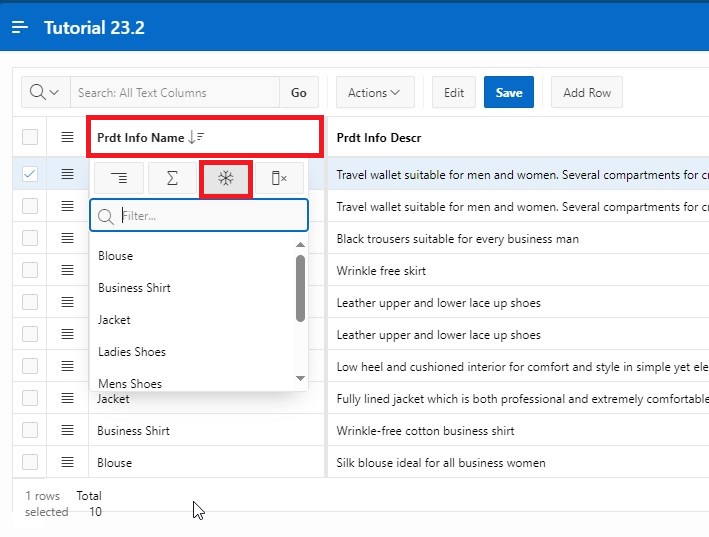 Tutorial 23.2
Search: All Text Columns
Go
Actions
Edit
Save
Add Row
Prdt Info Name
Prdt Info Descr
Travel wallet suitable for men and women. Several compartments for
Filter...
Travel wallet suitable for men and women. Several compartments for
Blouse
Black trousers suitable for every business man
Business Shirt
Wrinkle free skirt
Jacket
Leather upper and lower lace up shoes
Ladies Shoes
Leather upper and lower lace up shoes
Mens Shoes
Low heel and cushioned interior for comfort and style in simple yet
Jacket
Fully lined jacket which is both professional and extremely comfortable
Business Shirt
Wrinkle-free cotton business shirt
Blouse
Silk blouse ideal for all business women
1 rows selected
Total 10